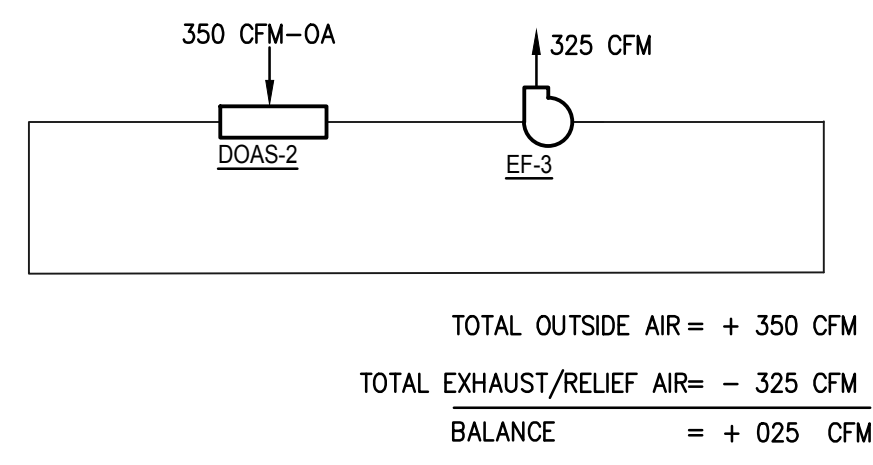 350 CFM-OA
325 CFM
DOAS-2
EF-3
TOTAL OUTSIDE AIR = + 350 CFM
TOTAL EXHAUST/RELIEF AIR= - 325 CFM
BALANCE = + 025 CFM